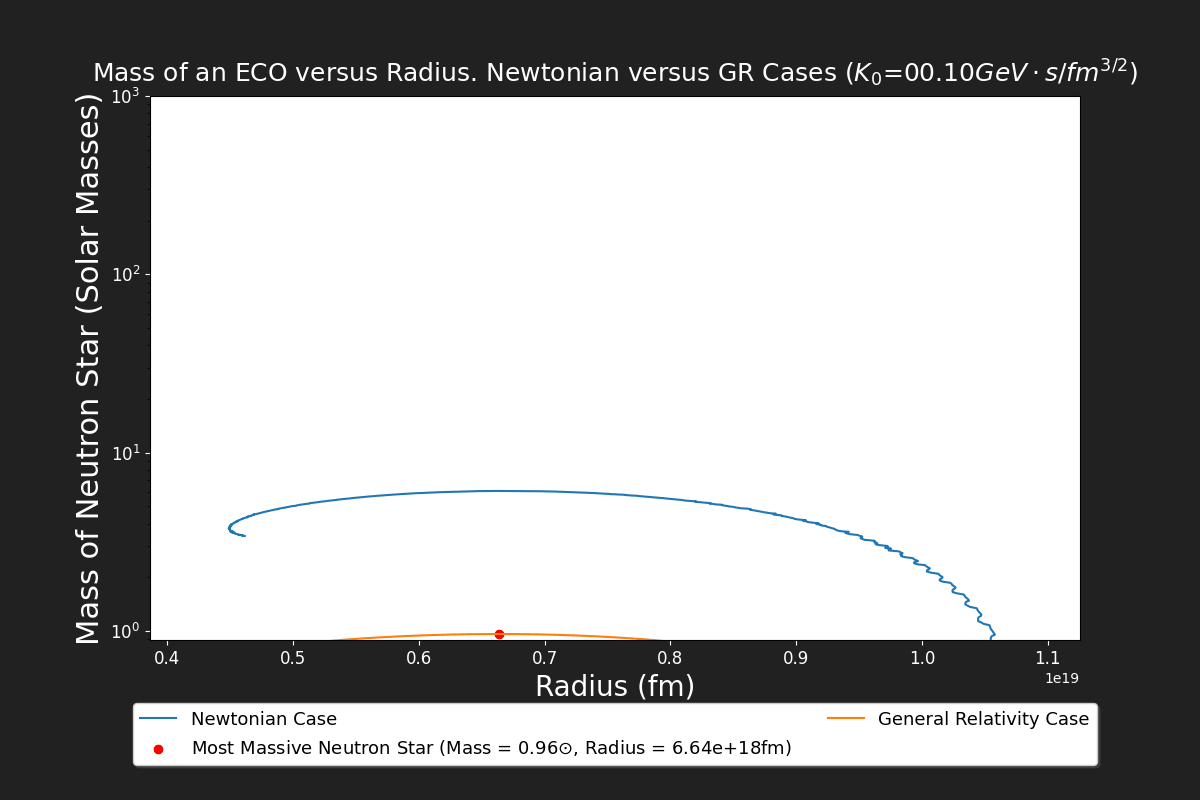 Mass of an ECO versus Radius. Newtonian versus GR Cases (K₀=00.10GeV · s/fm³/²)
Mass of Neutron Star (Solar Masses)
10³
10²
10¹
10⁰
0.4 0.5 0.6 0.7 0.8 0.9 1.0 1.1
1e19
Radius (fm)
Newtonian Case
General Relativity Case
Most Massive Neutron Star (Mass = 0.96⊙, Radius = 6.64e+18fm)